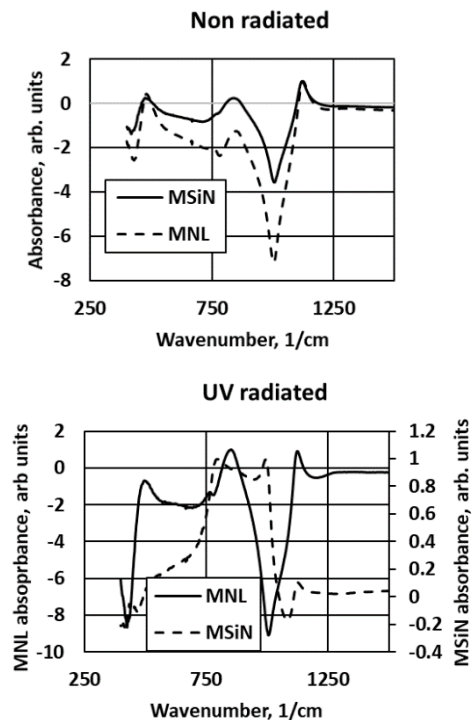 Non radiated
Absorbance, arb. units
2
0
-2
-4
-6
-8
MSiN
MNL
250
750
1250
Wavenumber, 1/cm
UV radiated
MNL absoprbance, arb units
2
0
-2
-4
-6
-8
-10
MNL
MSiN
250
750
1250
Wavenumber, 1/cm
1.2
1
0.8
0.6
0.4
0.2
0
-0.2
-0.4
MSiN absorbance, arb. units